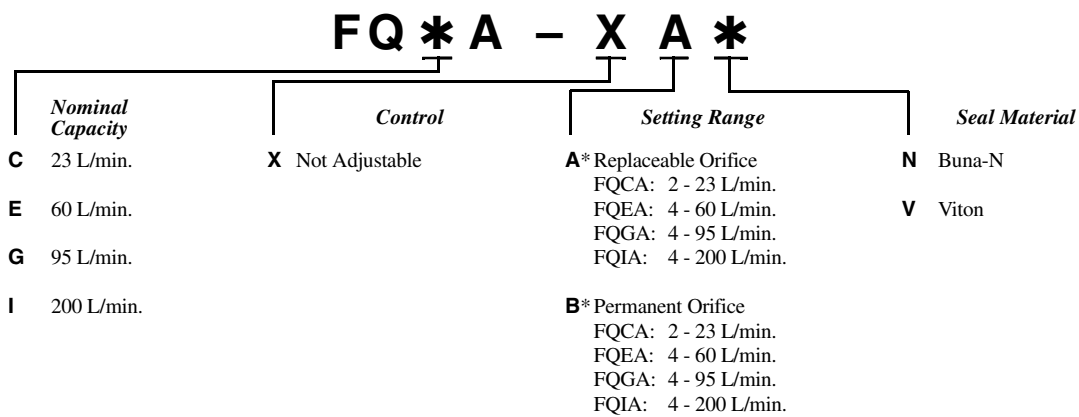 FQ*A – X A *
Nominal
Capacity
C 23 L/min.
E 60 L/min.
G 95 L/min.
I 200 L/min.
Control
X Not Adjustable
Setting Range
A* Replaceable Orifice
FQCA: 2 - 23 L/min.
FQEA: 4 - 60 L/min.
FQGA: 4 - 95 L/min.
FQIA: 4 - 200 L/min.
B* Permanent Orifice
FQCA: 2 - 23 L/min.
FQEA: 4 - 60 L/min.
FQGA: 4 - 95 L/min.
FQIA: 4 - 200 L/min.
Seal Material
N Buna-N
V Viton